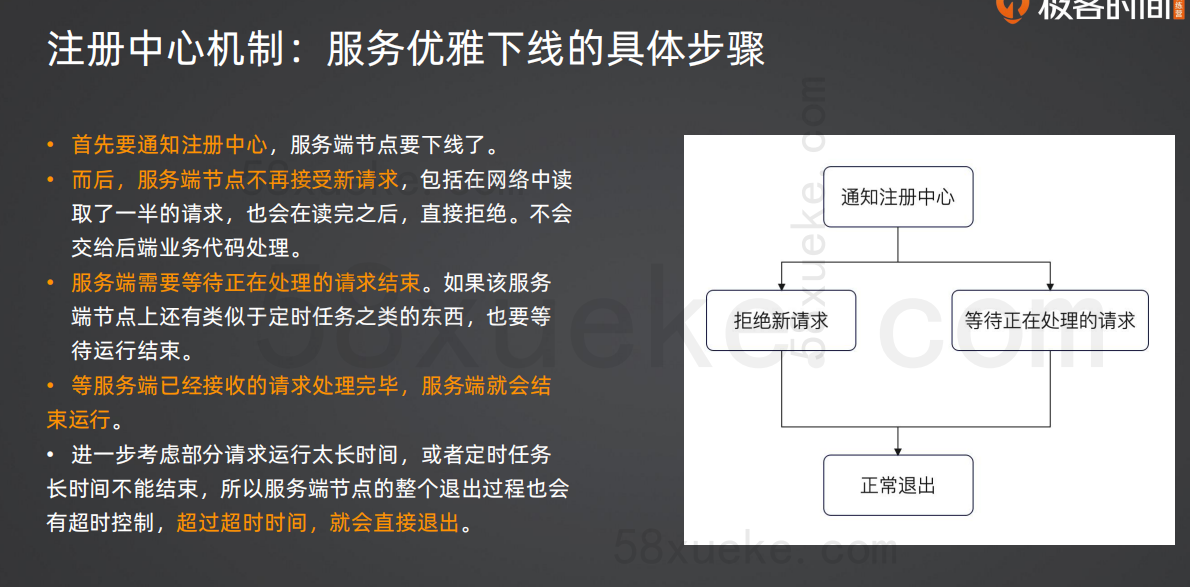 极客时间
注册中心机制：服务优雅下线的具体步骤
• 首先要通知注册中心，服务端节点要下线了。
• 而后，服务端节点不再接受新请求，包括在网络中读
取了一半的请求，也会在读完之后，直接拒绝。不会
交给后端业务代码处理。
• 服务端需要等待正在处理的请求结束。如果该服务
端节点上还有类似于定时任务之类的东西，也要等
待运行结束。
• 等服务端已经接收的请求处理完毕，服务端就会结
束运行。
• 进一步考虑部分请求运行太长时间，或者定时任务
长时间不能结束，所以服务端节点的整个退出过程也会
有超时控制，超过超时时间，就会直接退出。
通知注册中心
拒绝新请求
等待正在处理的请求
正常退出
58xueke.com
58xueke.com
58xueke.com
58xueke.com